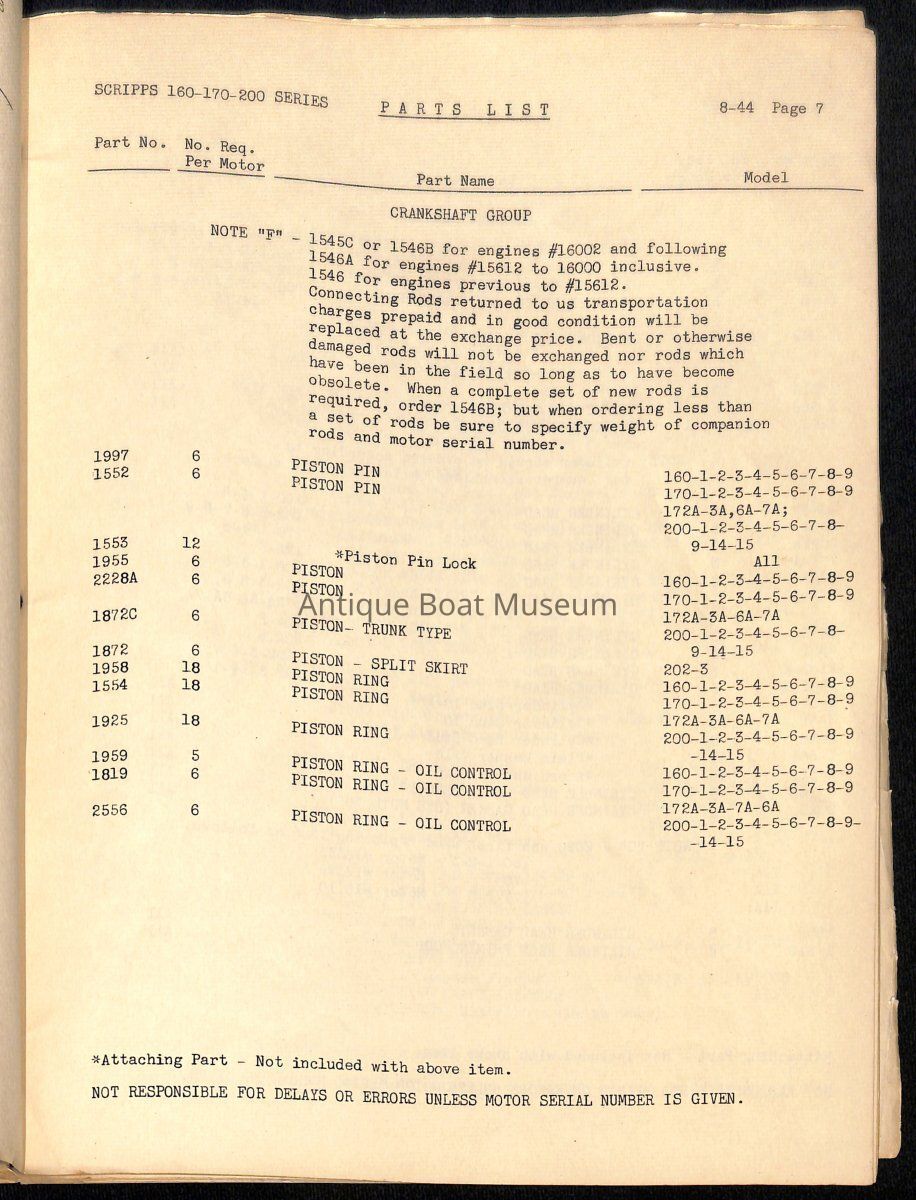 SCRIPPS 160-170-200 SERIES PARTS LIST 8-44 Page 7
Part No. No. Req. Per Motor Part Name Model
CRANKSHAFT GROUP
NOTE "F" - 1545C or 1546B for engines #16002 and following
1546A for engines #15612 to 16000 inclusive.
1546 for engines previous to #15612.
Connecting Rods returned to us transportation
charges prepaid and in good condition will be
replaced at the exchange price. Bent or otherwise
damaged rods will not be exchanged nor rods which
have been in the field so long as to have become
obsolete. When a complete set of new rods is
required, order 1546B; but when ordering less than
a set of rods be sure to specify weight of companion
rods and motor serial number.
1997 6 PISTON PIN 160-1-2-3-4-5-6-7-8-9
1552 6 PISTON PIN 170-1-2-3-4-5-6-7-8-9
172A-3A,6A-7A;
200-1-2-3-4-5-6-7-8-
9-14-15
1553 12 *Piston Pin Lock All
1955 6 PISTON 160-1-2-3-4-5-6-7-8-9
2228A 6 PISTON 170-1-2-3-4-5-6-7-8-9
Antique Boat Museum
172A-3A-6A-7A
1872C 6 PISTON- TRUNK TYPE 200-1-2-3-4-5-6-7-8-
9-14-15
1872 6 PISTON - SPLIT SKIRT 202-3
1958 18 PISTON RING 160-1-2-3-4-5-6-7-8-9
1554 18 PISTON RING 170-1-2-3-4-5-6-7-8-9
172A-3A-6A-7A
1925 18 PISTON RING 200-1-2-3-4-5-6-7-8-9
-14-15
1959 5 PISTON RING - OIL CONTROL 160-1-2-3-4-5-6-7-8-9
1819 6 PISTON RING - OIL CONTROL 170-1-2-3-4-5-6-7-8-9
172A-3A-7A-6A
2556 6 PISTON RING - OIL CONTROL 200-1-2-3-4-5-6-7-8-9-
-14-15
*Attaching Part - Not included with above item.
NOT RESPONSIBLE FOR DELAYS OR ERRORS UNLESS MOTOR SERIAL NUMBER IS GIVEN.